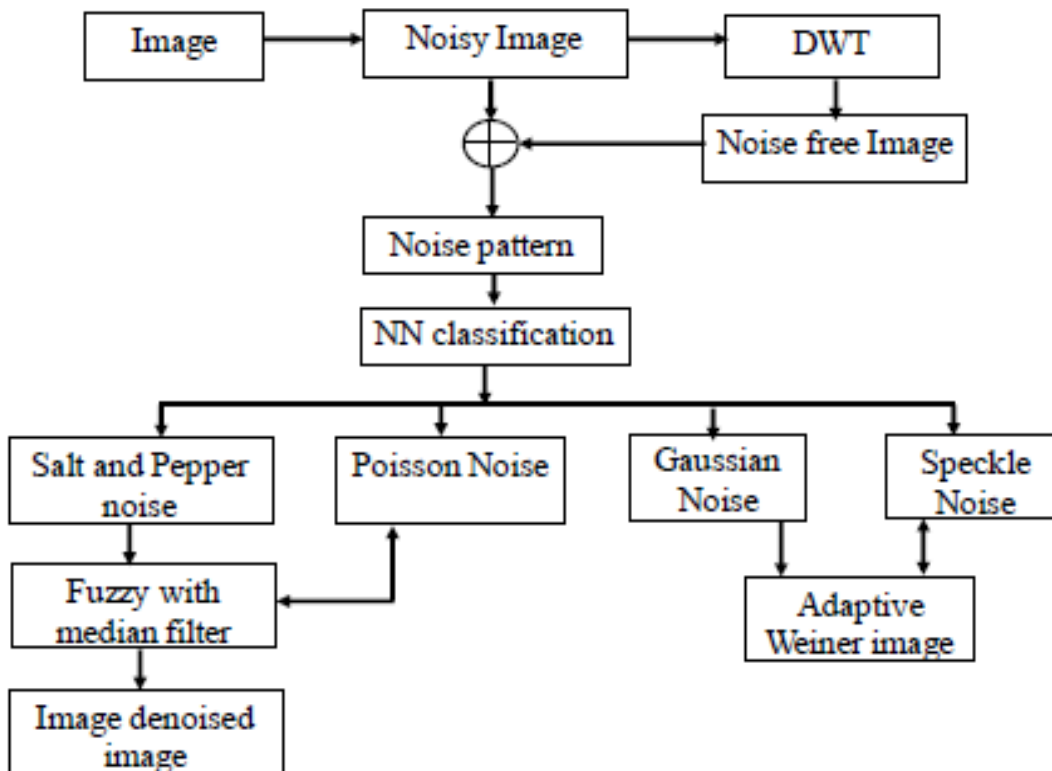 Image
Noisy Image
DWT
Noise free Image
Noise pattern
NN classification
Salt and Pepper
noise
Poisson Noise
Gaussian
Noise
Speckle
Noise
Fuzzy with
median filter
Adaptive
Weiner image
Image denoised
image